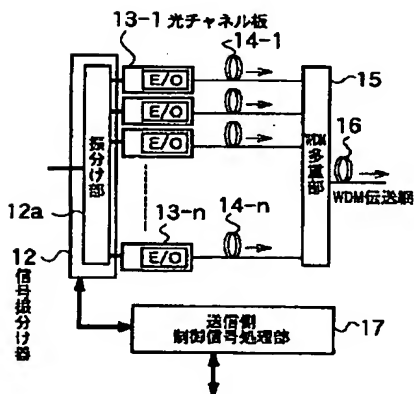 13-1 光チャネル板
14-1
15
E/O
E/O
E/O
16
振分け部
WDM多重部
WDM伝送網
12a
13-n
14-n
E/O
12
信号振分け器
送信側
制御信号処理部
17